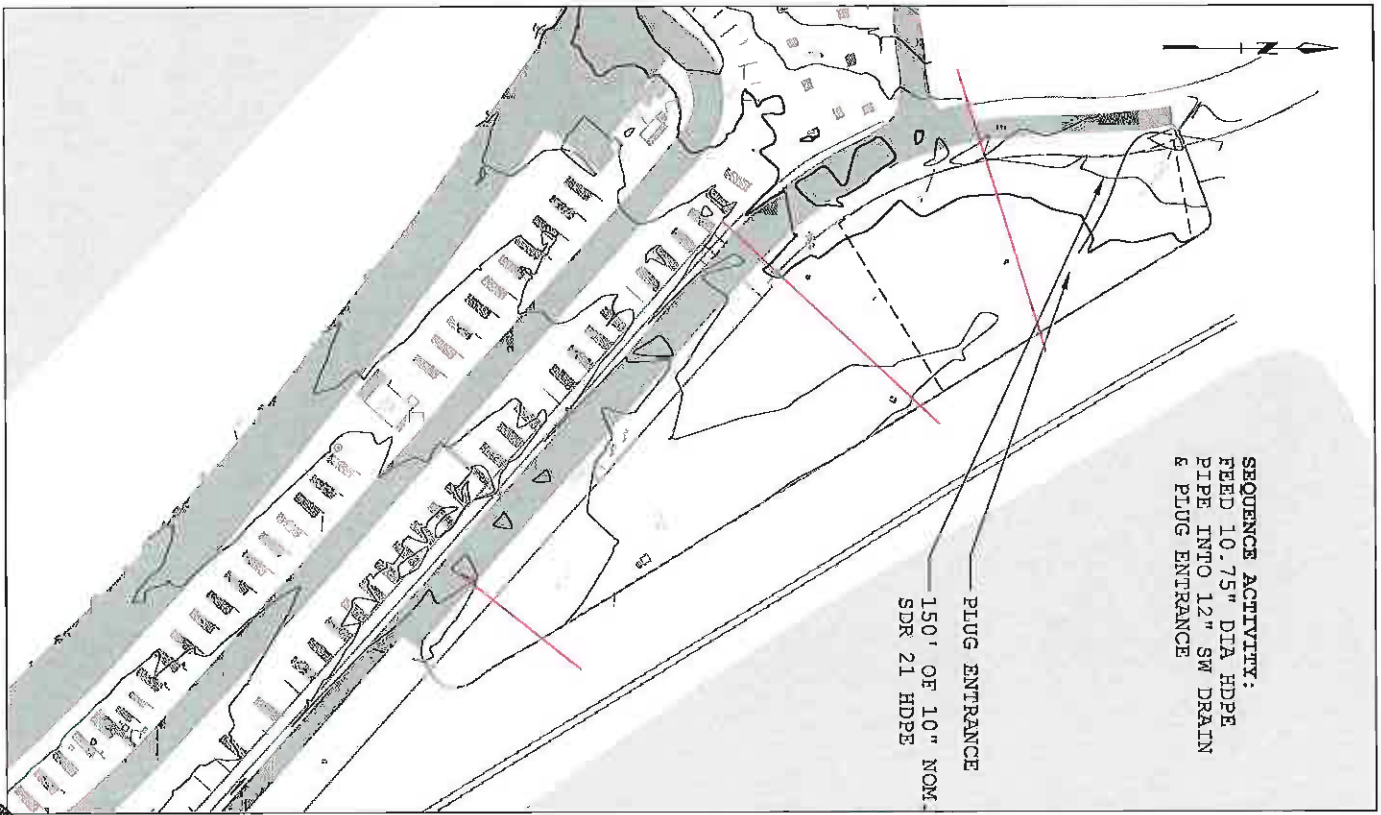 N
SEQUENCE ACTIVITY:
FEED 10.75" DIA HDPE
PIPE INTO 12" SW DRAIN
& PLUG ENTRANCE
PLUG ENTRANCE
150' OF 10" NOM.
SDR 21 HDPE